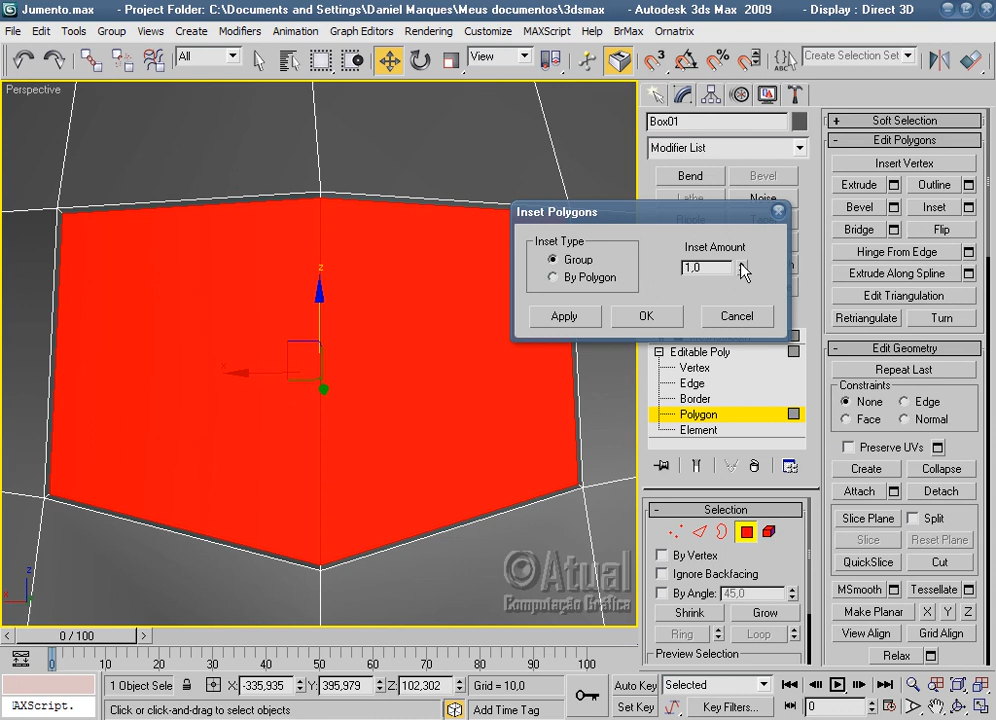 Jumento.max - Project Folder: C:\Documents and Settings\Daniel Marques\Meus documentos\3dsmax - Autodesk 3ds Max 2009 - Display : Direct 3D
File Edit Tools Group Views Create Modifiers Animation Graph Editors Rendering Customize MAXScript Help BrMax Ornatrix
All View Create Selection Set
Perspective
Box01
Modifier List
Bend Bevel
Noise
Inset Polygons
Inset Type
Group
By Polygon
Inset Amount
1,0
Apply OK Cancel
Editable Poly
Vertex
Edge
Border
Polygon
Element
Selection
By Vertex
Ignore Backfacing
By Angle: 45,0
Shrink Grow
Ring Loop
Preview Selection
Soft Selection
Edit Polygons
Insert Vertex
Extrude Outline
Bevel Inset
Bridge Flip
Hinge From Edge
Extrude Along Spline
Edit Triangulation
Retriangulate Turn
Edit Geometry
Repeat Last
Constraints
None Edge
Face Normal
Preserve UVs
Create Collapse
Attach Detach
Slice Plane Split
Slice Reset Plane
QuickSlice Cut
MSmooth Tessellate
Make Planar X Y Z
View Align Grid Align
Relax
z
x
©Atual
Computação Gráfica
z
x
0 / 100
0 10 20 30 40 50 60 70 80 90 100
1 Object Sele X: -335,935 Y: 395,979 Z: 102,302 Grid = 10,0
Auto Key Selected
AXScript. Click or click-and-drag to select objects Add Time Tag
Set Key Key Filters... 0